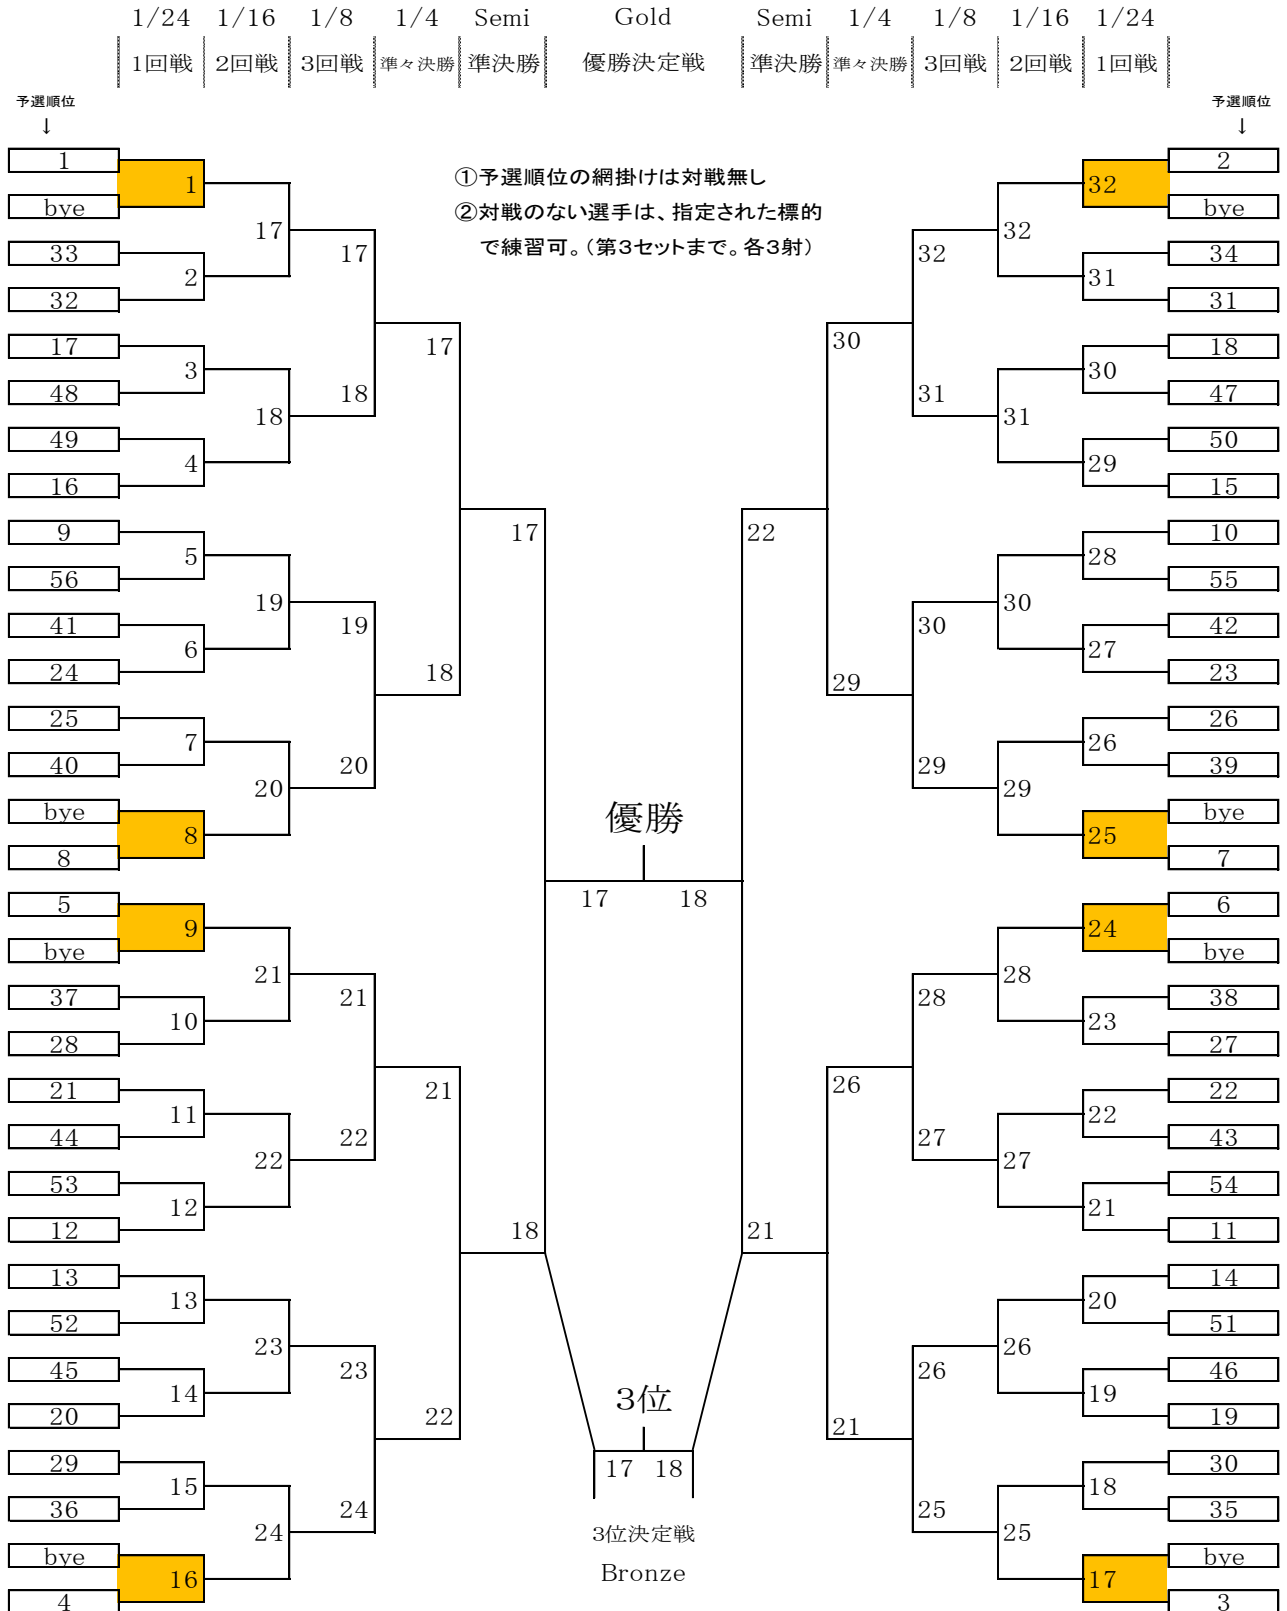 1/24 1/16 1/8 1/4 Semi Gold Semi 1/4 1/8 1/16 1/24
1回戦 2回戦 3回戦 準々決勝 準決勝 優勝決定戦 準決勝 準々決勝 3回戦 2回戦 1回戦
予選順位 予選順位
↓ ↓
1 2
①予選順位の網掛けは対戦無し
1 32
bye bye
②対戦のない選手は、指定された標的
17 32
で練習可。(第3セットまで。各3射)
33 17 32 34
2 31
32 31
17 17 30 18
3 30
48 18 31 47
18 31
49 50
4 29
16 15
9 17 22 10
5 28
56 55
19 30
41 19 30 42
6 27
24 18 29 23
25 26
7 26
40 20 29 39
20 29
bye 優勝 bye
8 25
8 7
5 17 18 6
9 24
bye bye
21 28
37 21 28 38
10 23
28 27
21 21 26 22
11 22
44 22 27 43
22 27
53 54
12 21
12 18 21 11
13 14
13 20
52 51
23 26
45 23 26 46
14 3位 19
20 22 21 19
29 17 18 30
15 18
36 24 25 35
24 3位決定戦 25
bye bye
Bronze
16 17
4 3